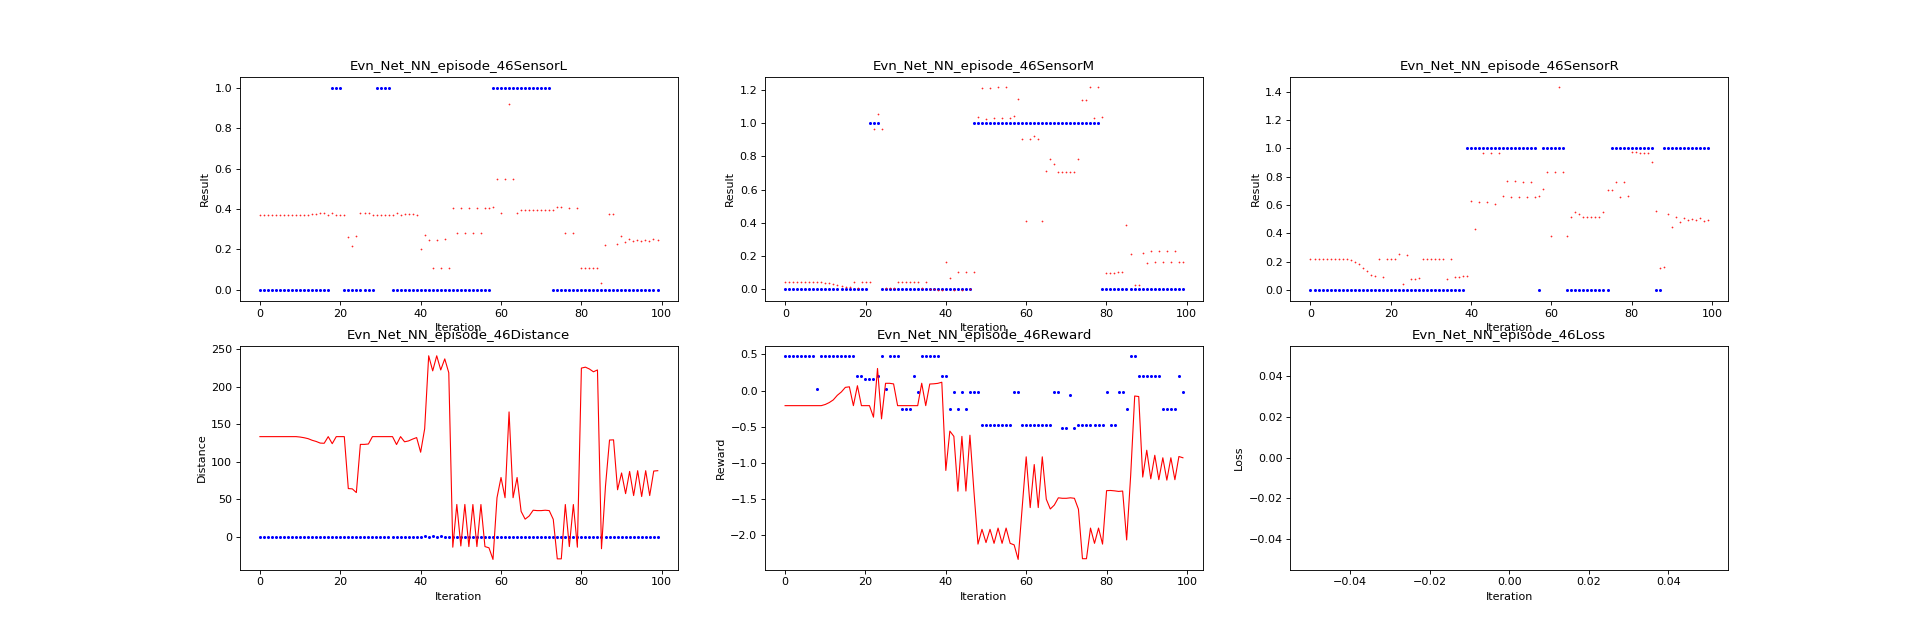 Evn_Net_NN_episode_46SensorL
1.0
0.8
0.6
0.4
0.2
0.0
Result
0 20 40 60 80 100
Iteration
Evn_Net_NN_episode_46SensorM
1.2
1.0
0.8
0.6
0.4
0.2
0.0
Result
0 20 40 60 80 100
Iteration
Evn_Net_NN_episode_46SensorR
1.4
1.2
1.0
0.8
0.6
0.4
0.2
0.0
Result
0 20 40 60 80 100
Iteration
Evn_Net_NN_episode_46Distance
250
200
150
100
50
0
Distance
0 20 40 60 80 100
Iteration
Evn_Net_NN_episode_46Reward
0.5
0.0
−0.5
−1.0
−1.5
−2.0
Reward
0 20 40 60 80 100
Iteration
Evn_Net_NN_episode_46Loss
0.04
0.02
0.00
−0.02
−0.04
Loss
−0.04 −0.02 0.00 0.02 0.04
Iteration